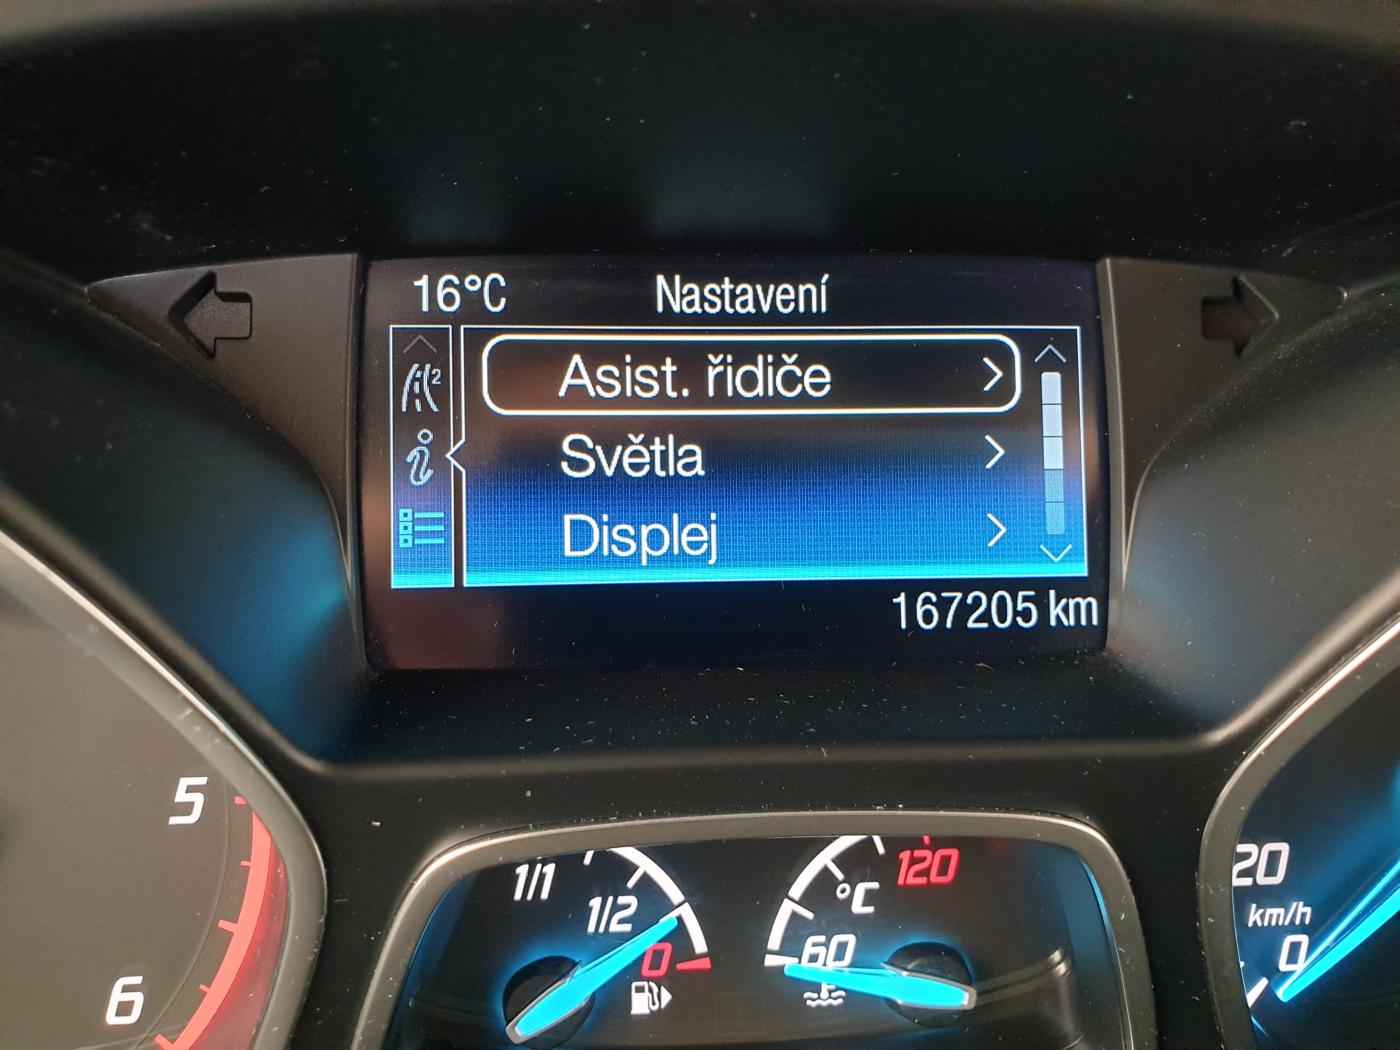 16°C Nastavení
Asist. řidiče
Světla
Displej
167205 km
5
6
1/1
1/2
0
°C
120
60
20
km/h
0